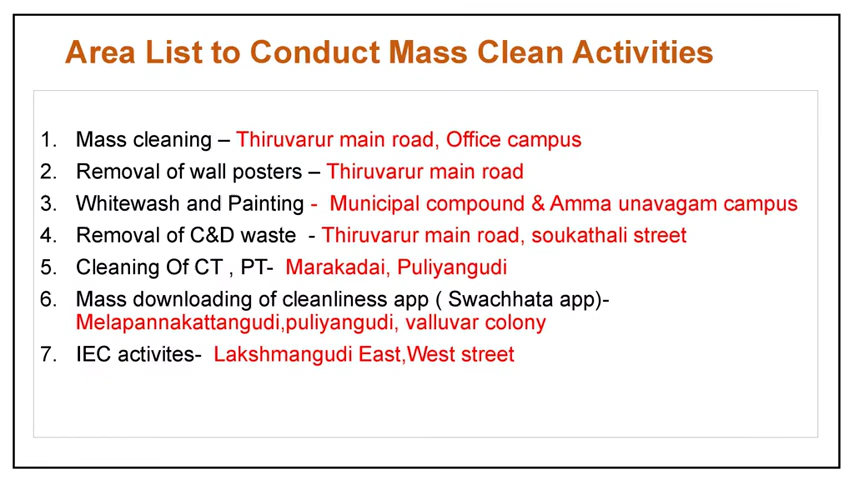 Area List to Conduct Mass Clean Activities
1. Mass cleaning – Thiruvarur main road, Office campus
2. Removal of wall posters – Thiruvarur main road
3. Whitewash and Painting - Municipal compound & Amma unavagam campus
4. Removal of C&D waste - Thiruvarur main road, soukathali street
5. Cleaning Of CT , PT- Marakadai, Puliyangudi
6. Mass downloading of cleanliness app ( Swachhata app)-
Melapannakattangudi,puliyangudi, valluvar colony
7. IEC activites- Lakshmangudi East,West street